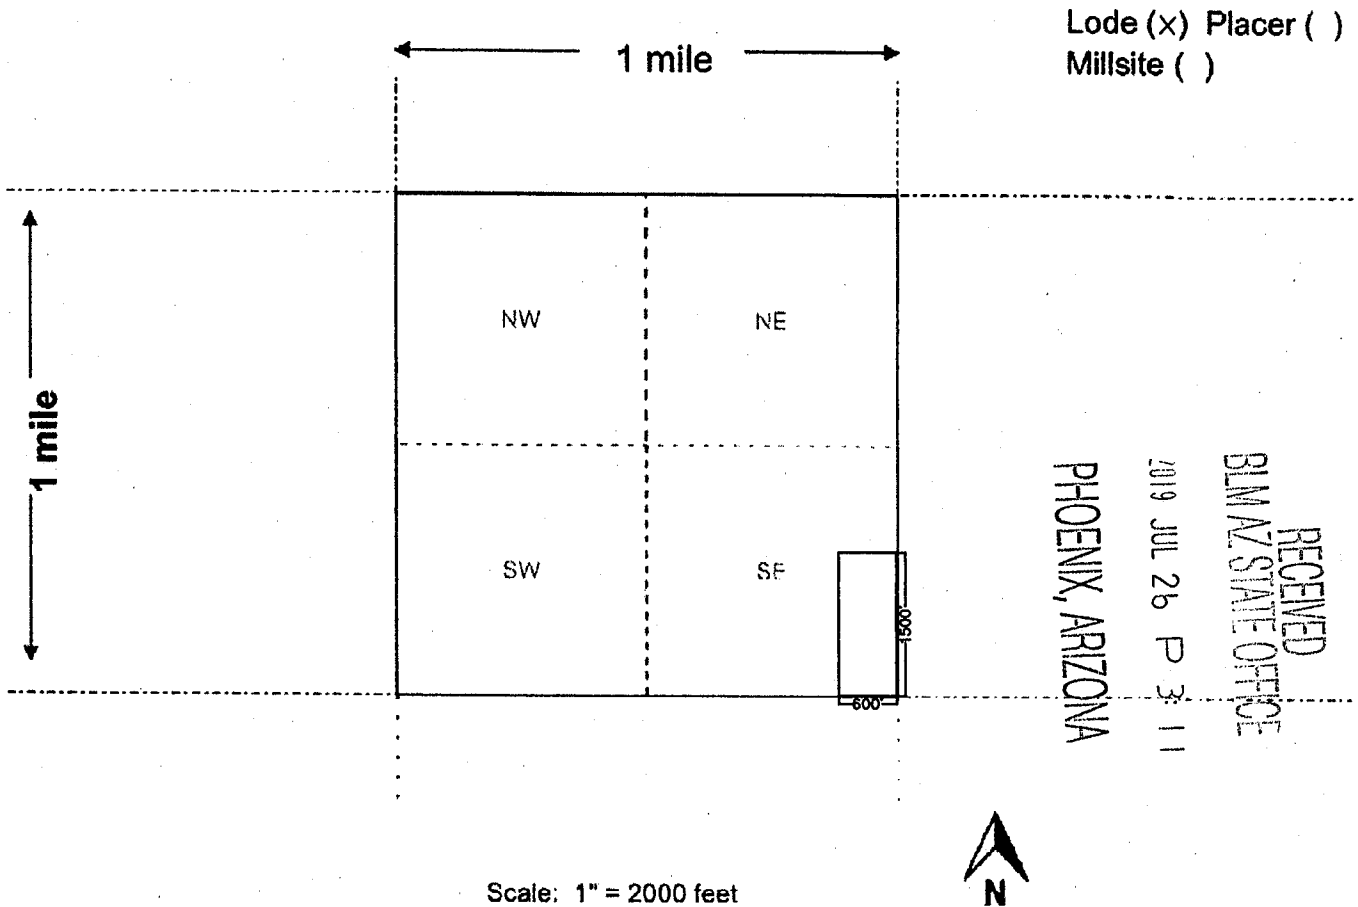 Lode (x) Placer ( )
Millsite ( )
1 mile
1 mile
NW
NE
SW
SE
1500'
600'
RECEIVED
BLM AZ STATE OFFICE
2019 JUL 26 P 3: 11
PHOENIX, ARIZONA
N
Scale: 1" = 2000 feet